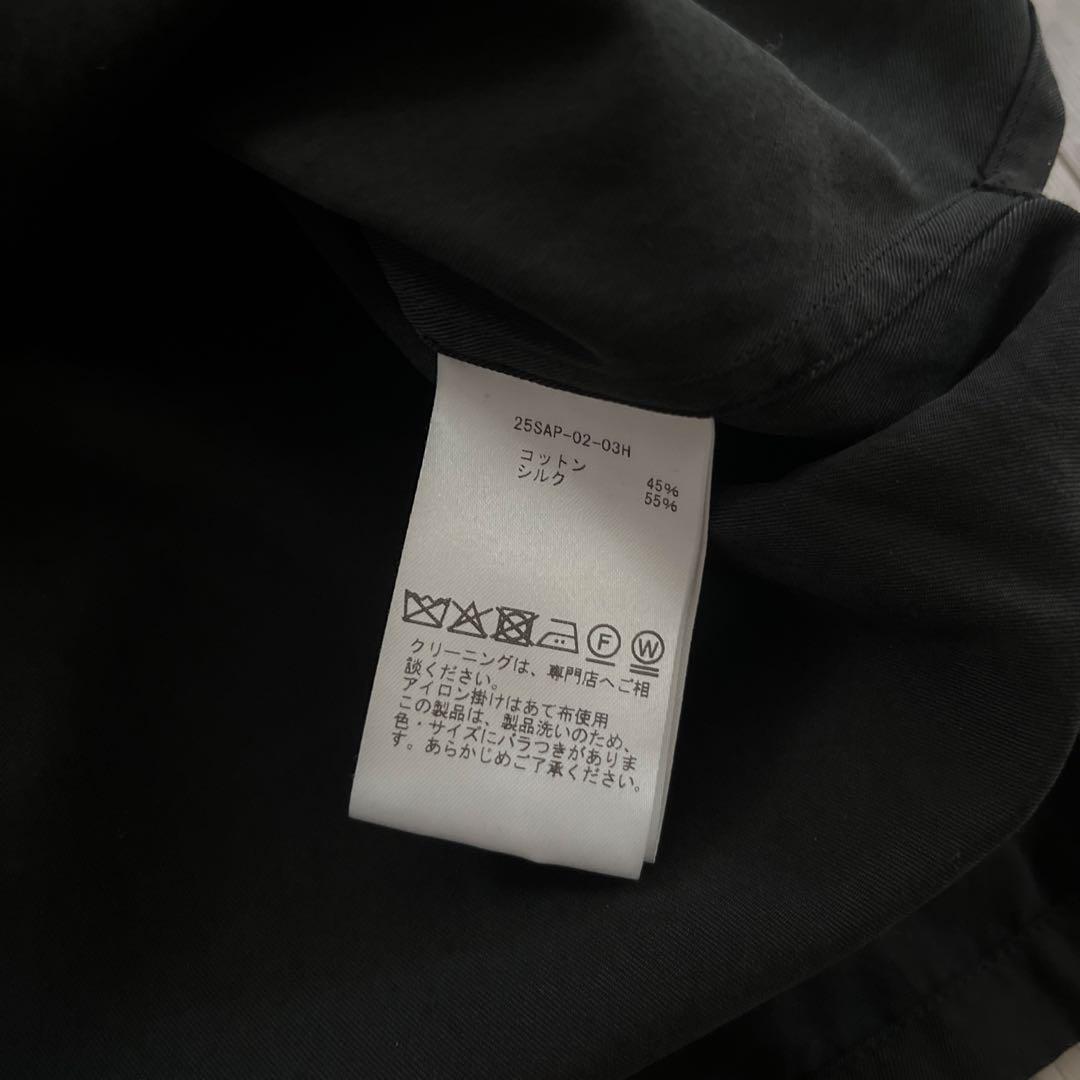 25SAP-02-03H
コットン 45%
シルク 55%
F W
クリーニングは、専門店へご相
談ください。
アイロン掛けはあて布使用
この製品は、製品洗いのため、
色・サイズにバラつきがありま
す。あらかじめご了承ください。